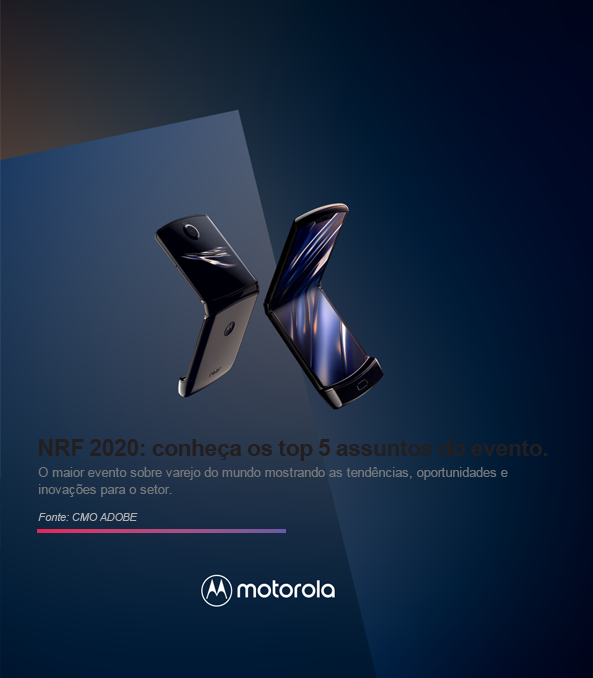 NRF 2020: conheça os top 5 assuntos do evento.
O maior evento sobre varejo do mundo mostrando as tendências, oportunidades e
inovações para o setor.
Fonte: CMO ADOBE
motorola